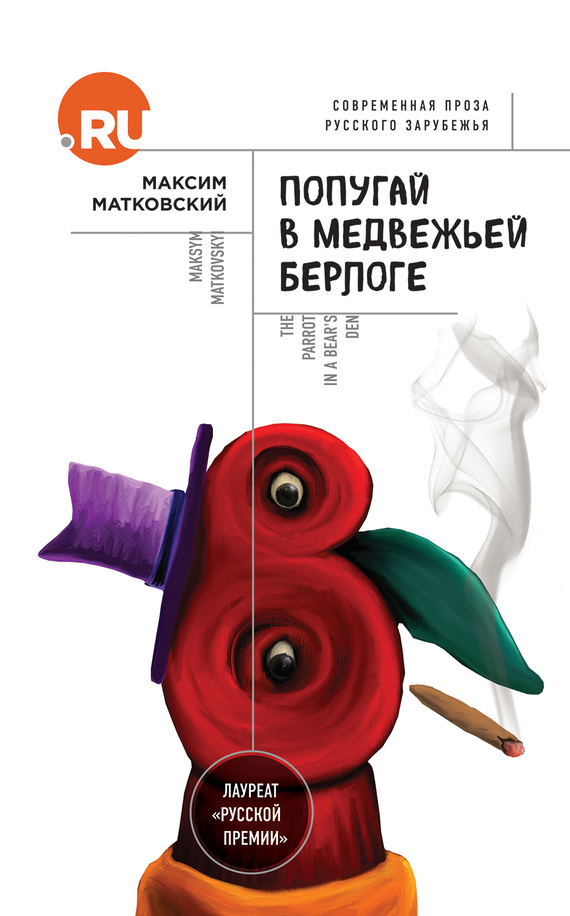 СОВРЕМЕННАЯ ПРОЗА
РУССКОГО ЗАРУБЕЖЬЯ
.RU
МАКСИМ
МАТКОВСКИЙ
MAKSYM
MATKOVSKYI
ПОПУГАЙ
В МЕДВЕЖЬЕЙ
БЕРЛОГЕ
THE
PARROT
IN A BEAR'S
DEN
ЛАУРЕАТ
«РУССКОЙ
ПРЕМИИ»